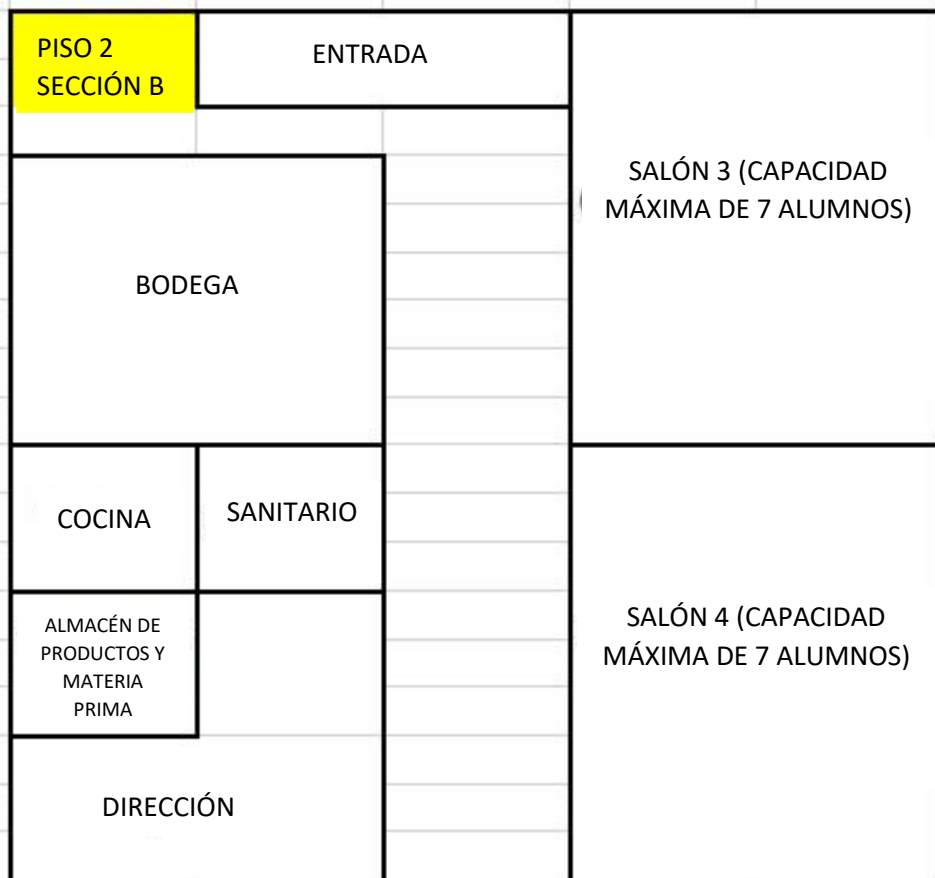 PISO 2
SECCIÓN B
ENTRADA
SALÓN 3 (CAPACIDAD
MÁXIMA DE 7 ALUMNOS)
BODEGA
COCINA
SANITARIO
ALMACÉN DE
PRODUCTOS Y
MATERIA
PRIMA
SALÓN 4 (CAPACIDAD
MÁXIMA DE 7 ALUMNOS)
DIRECCIÓN